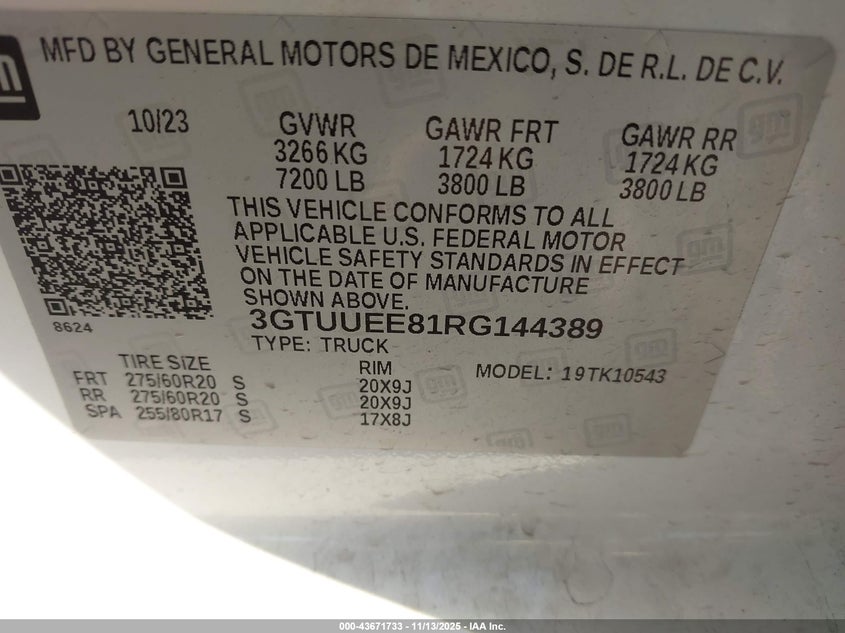 gm
MFD BY GENERAL MOTORS DE MEXICO, S. DE R.L. DE C.V.
10/23 GVWR GAWR FRT GAWR RR
3266 KG 1724 KG 1724 KG
7200 LB 3800 LB 3800 LB
THIS VEHICLE CONFORMS TO ALL
APPLICABLE U.S. FEDERAL MOTOR
VEHICLE SAFETY STANDARDS IN EFFECT
ON THE DATE OF MANUFACTURE
SHOWN ABOVE.
8624 3GTUUEE81RG144389
TYPE: TRUCK
TIRE SIZE RIM MODEL: 19TK10543
FRT 275/60R20 S 20X9J
RR 275/60R20 S 20X9J
SPA 255/80R17 S 17X8J
000-43671733 - 11/13/2025 - IAA Inc.